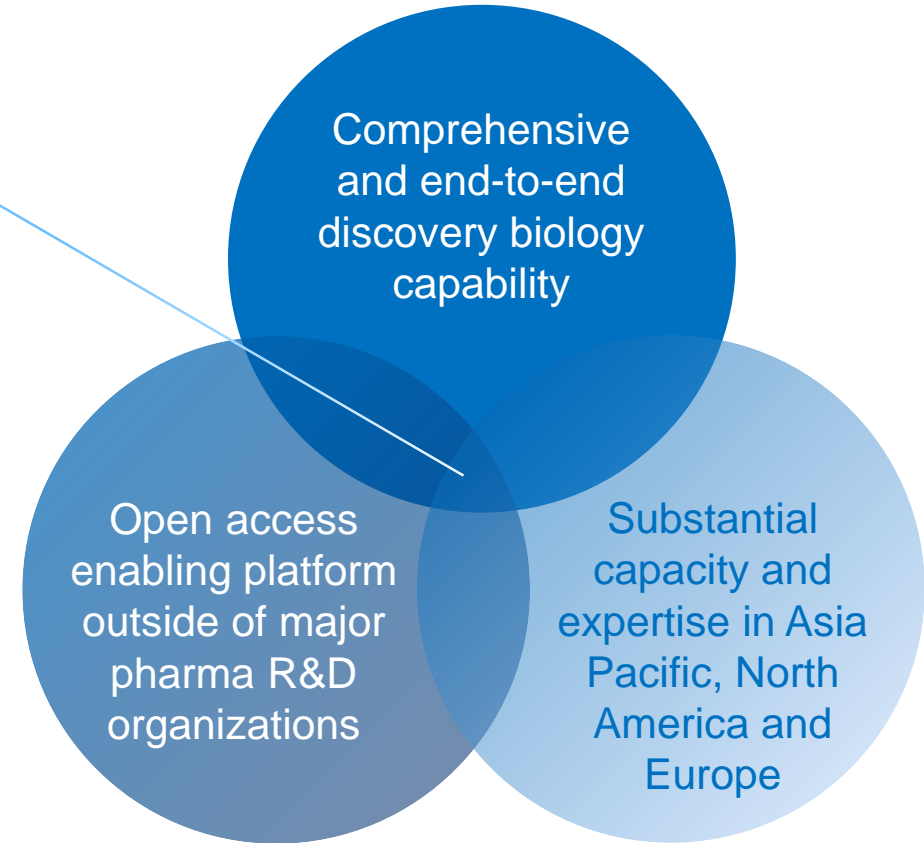 Comprehensive
and end-to-end
discovery biology
capability
Open access
enabling platform
outside of major
pharma R&D
organizations
Substantial
capacity and
expertise in Asia
Pacific, North
America and
Europe